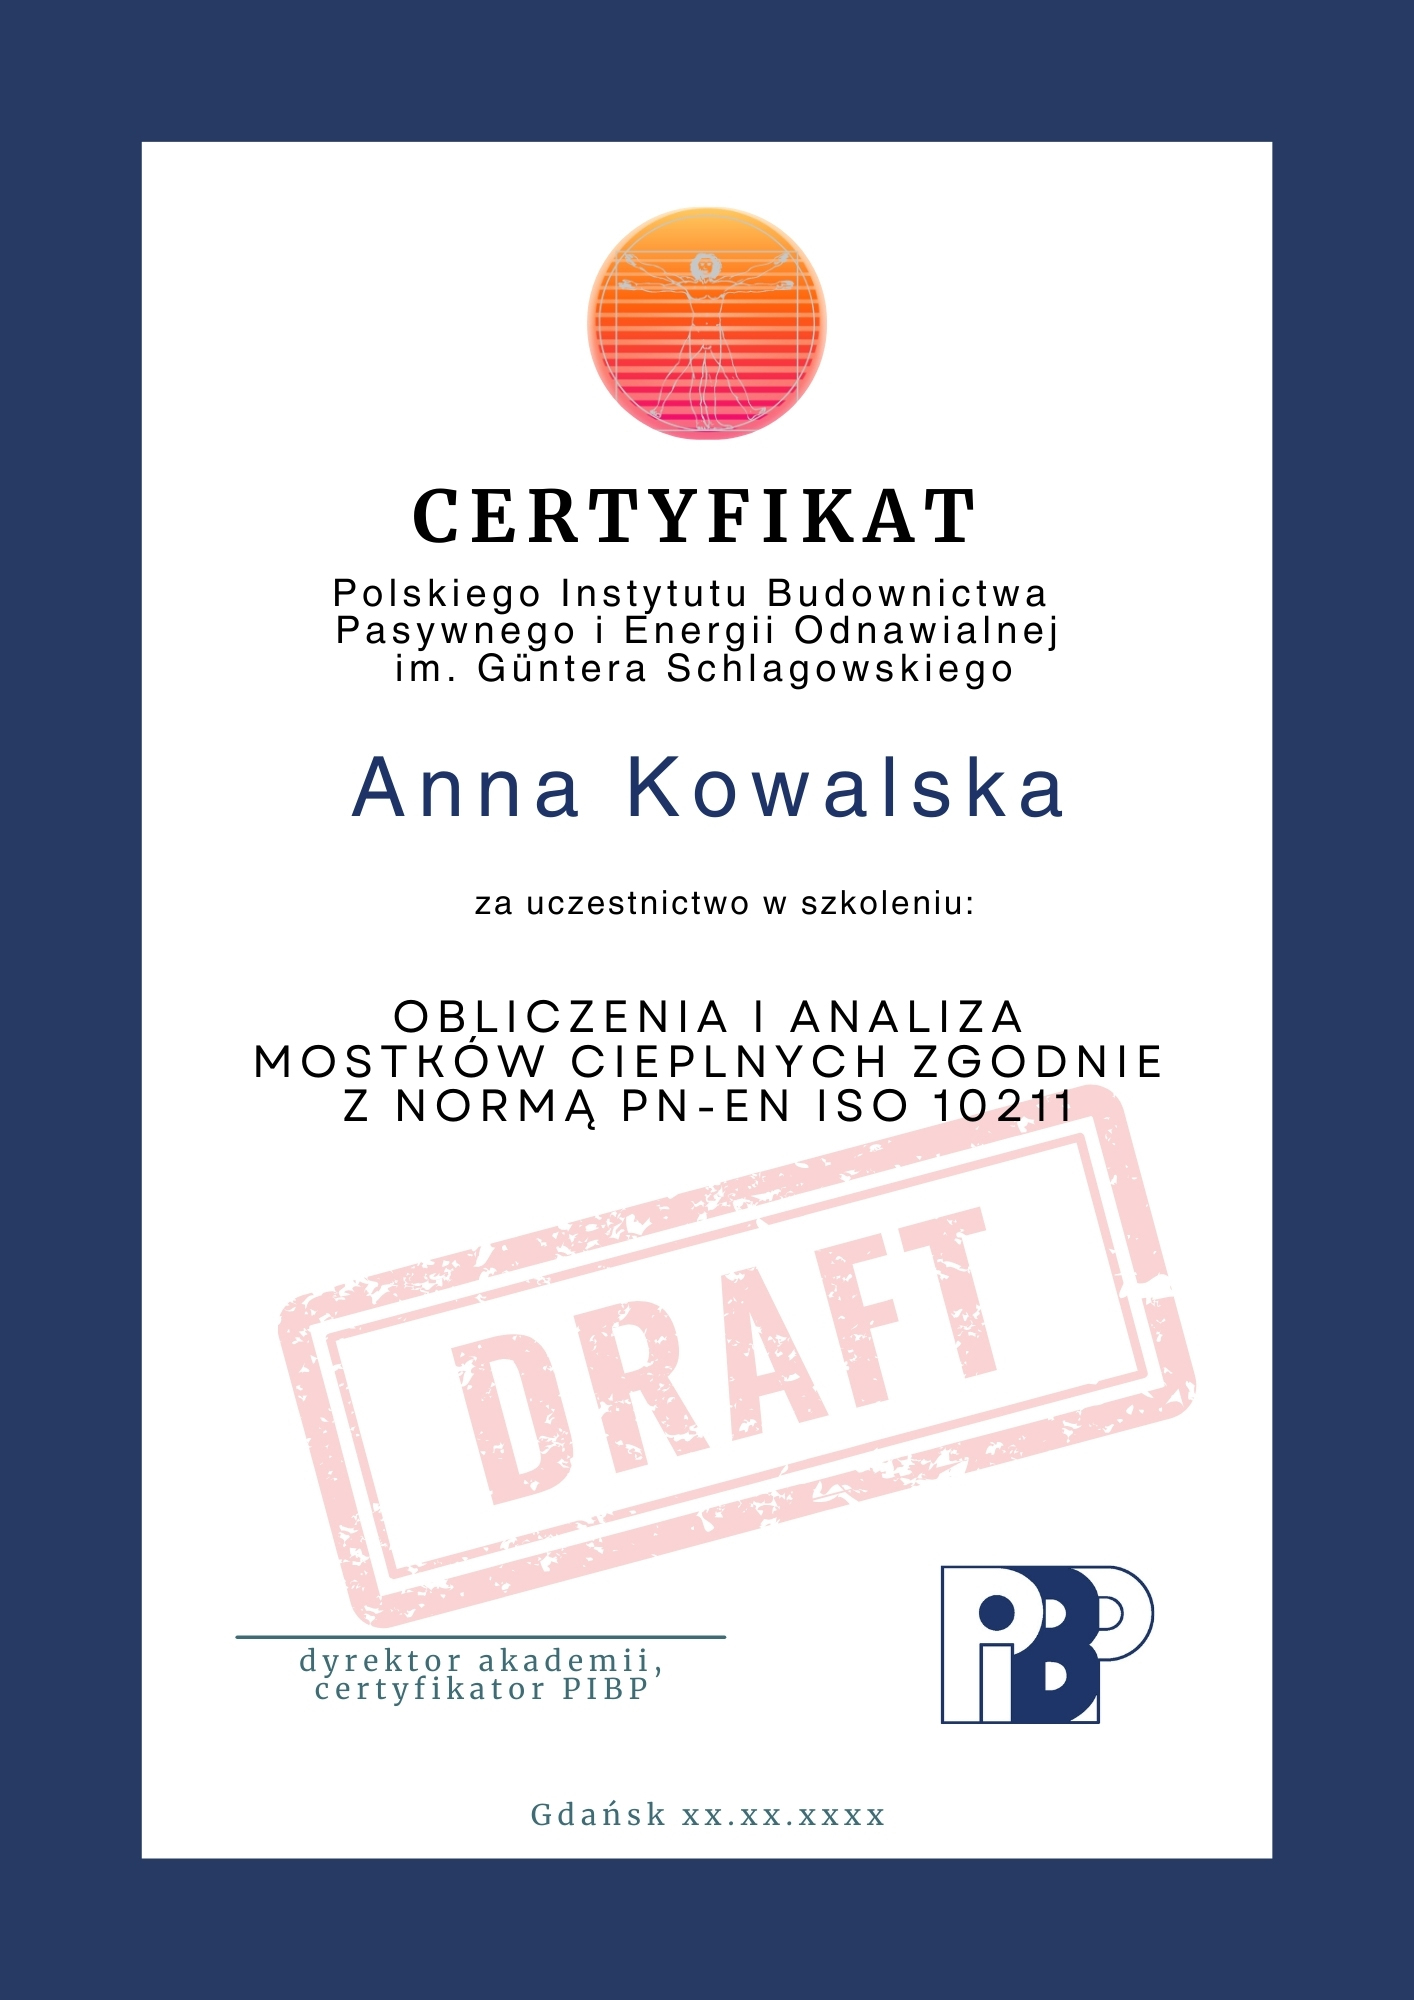 CERTYFIKAT
Polskiego Instytutu Budownictwa
Pasywnego i Energii Odnawialnej
im. Güntera Schlagowskiego
Anna Kowalska
za uczestnictwo w szkoleniu:
OBLICZENIA I ANALIZA
MOSTKÓW CIEPLNYCH ZGODNIE
Z NORMĄ PN-EN ISO 10211
DRAFT
dyrektor akademii,
certyfikator PIBP
PiBP
Gdańsk xx.xx.xxxx